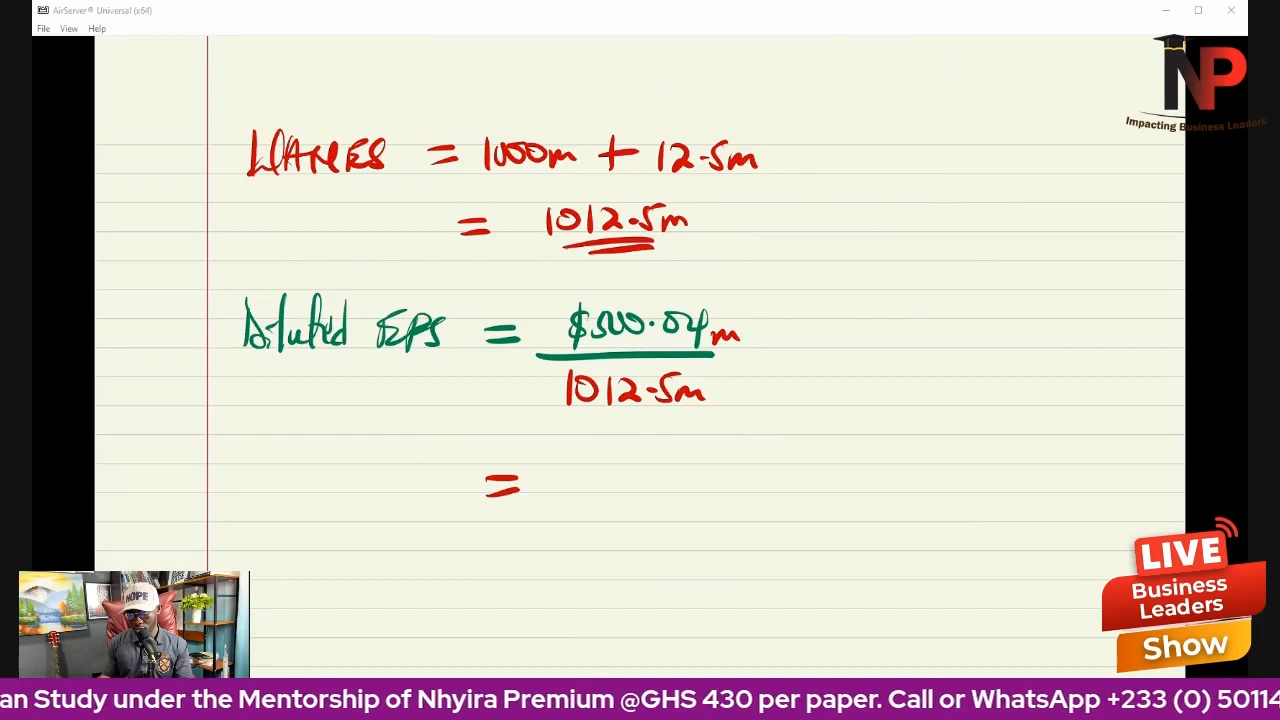 AirServer® Universal (x64)
File View Help
NP
Impacting Business Leaders
= 1000m + 12.5m
= 1012.5m
Diluted EPS = $500.04m
1012.5m
=
HOPE
LIVE
Business
Leaders
Show
an Study under the Mentorship of Nhyira Premium @GHS 430 per paper. Call or WhatsApp +233 (0) 50114